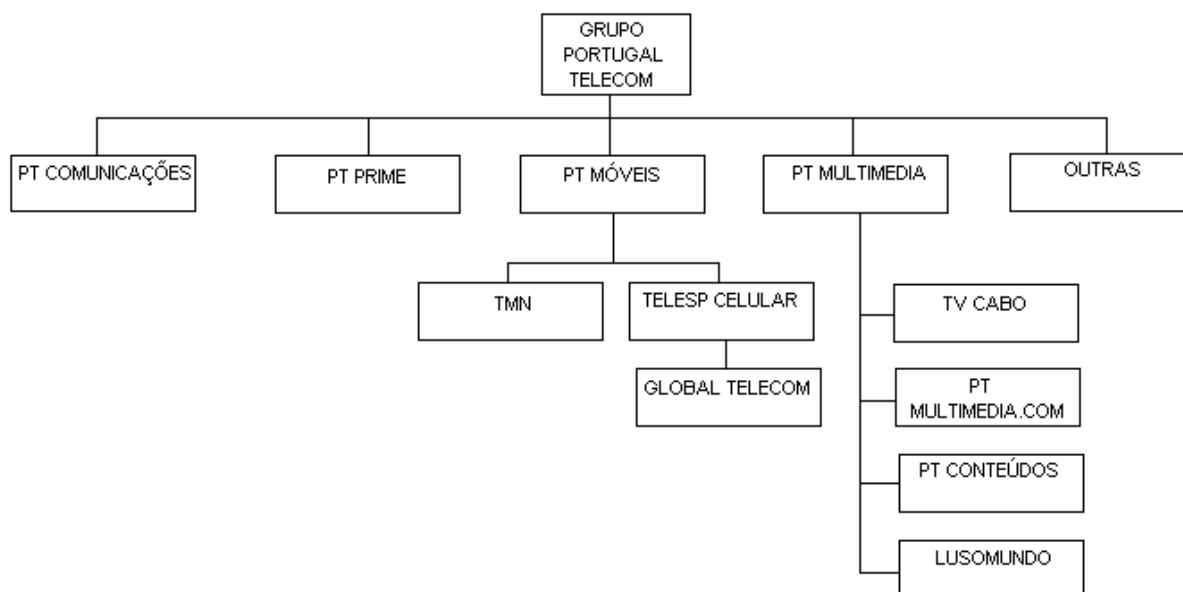 GRUPO
PORTUGAL
TELECOM
PT COMUNICAÇÕES
PT PRIME
PT MÓVEIS
PT MULTIMEDIA
OUTRAS
TMN
TELESP CELULAR
TV CABO
GLOBAL TELECOM
PT
MULTIMEDIA.COM
PT CONTEÚDOS
LUSOMUNDO